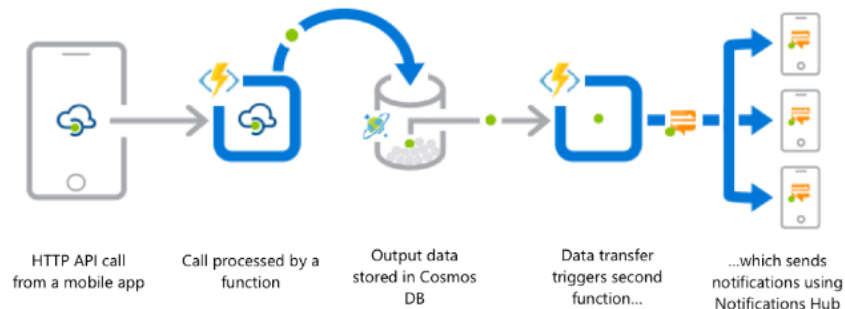 HTTP API call
from a mobile app
Call processed by a
function
Output data
stored in Cosmos
DB
Data transfer
triggers second
function...
...which sends
notifications using
Notifications Hub